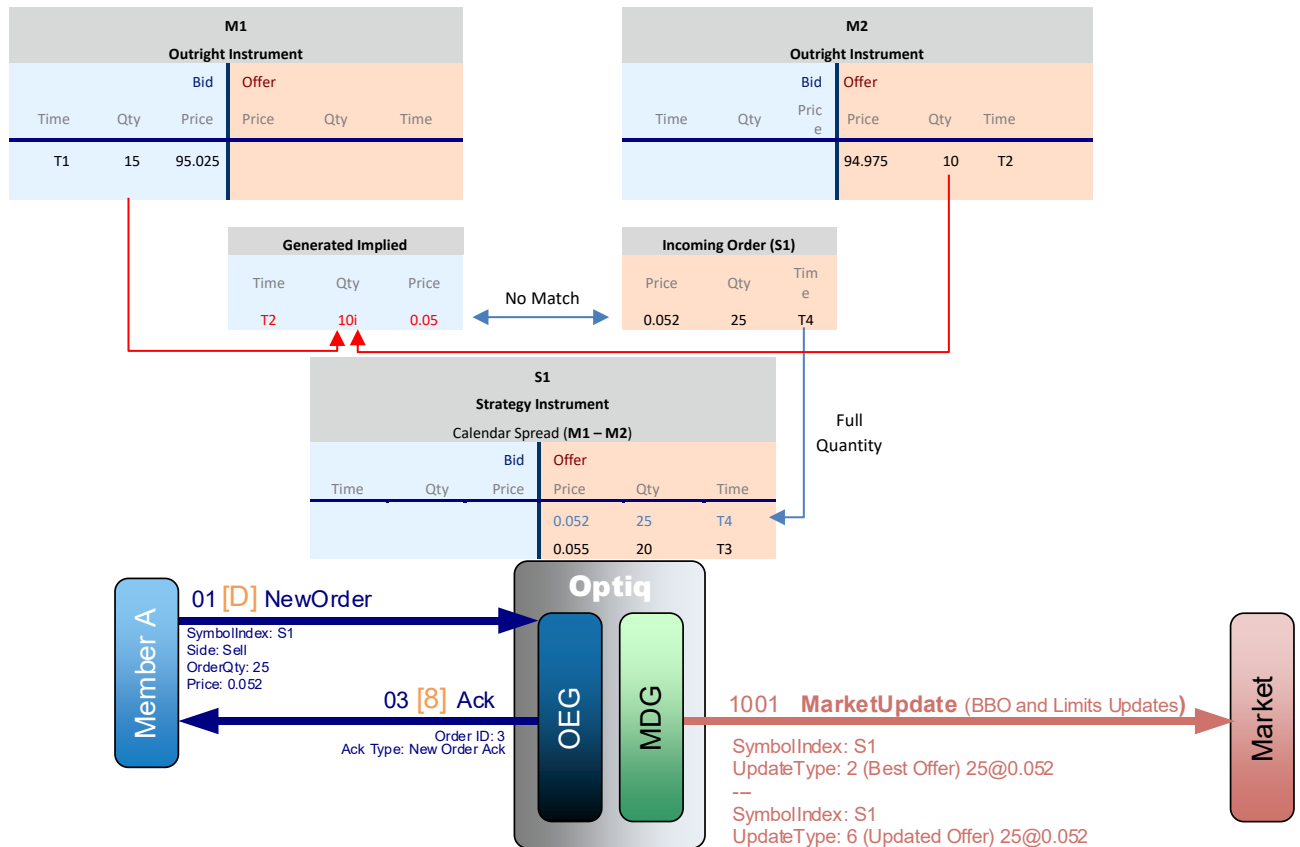 M1
Outright Instrument
Bid Offer
Time Qty Price Price Qty Time
T1 15 95.025
M2
Outright Instrument
Bid Offer
Time Qty Pric
e Price Qty Time
94.975 10 T2
Generated Implied
Time Qty Price
T2 10i 0.05
No Match
Incoming Order (S1)
Price Qty Tim
e
0.052 25 T4
S1
Strategy Instrument
Calendar Spread (M1 – M2)
Bid Offer
Time Qty Price Price Qty Time
0.052 25 T4
0.055 20 T3
Full
Quantity
Optiq
Member A
01 [D] NewOrder
SymbolIndex: S1
Side: Sell
OrderQty: 25
Price: 0.052
03 [8] Ack
Order ID: 3
Ack Type: New Order Ack
OEG
MDG
1001 MarketUpdate (BBO and Limits Updates)
SymbolIndex: S1
UpdateType: 2 (Best Offer) 25@0.052
---
SymbolIndex: S1
UpdateType: 6 (Updated Offer) 25@0.052
Market